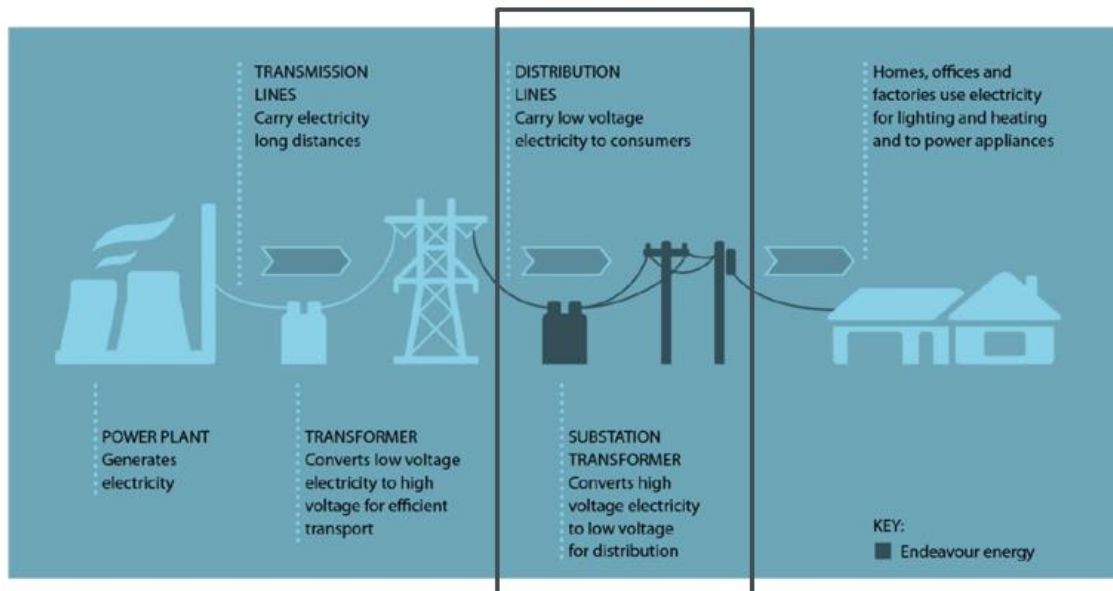 TRANSMISSION
LINES
Carry electricity
long distances
DISTRIBUTION
LINES
Carry low voltage
electricity to consumers
Homes, offices and
factories use electricity
for lighting and heating
and to power appliances
POWER PLANT
Generates
electricity
TRANSFORMER
Converts low voltage
electricity to high
voltage for efficient
transport
SUBSTATION
TRANSFORMER
Converts high
voltage electricity
to low voltage
for distribution
KEY:
Endeavour energy